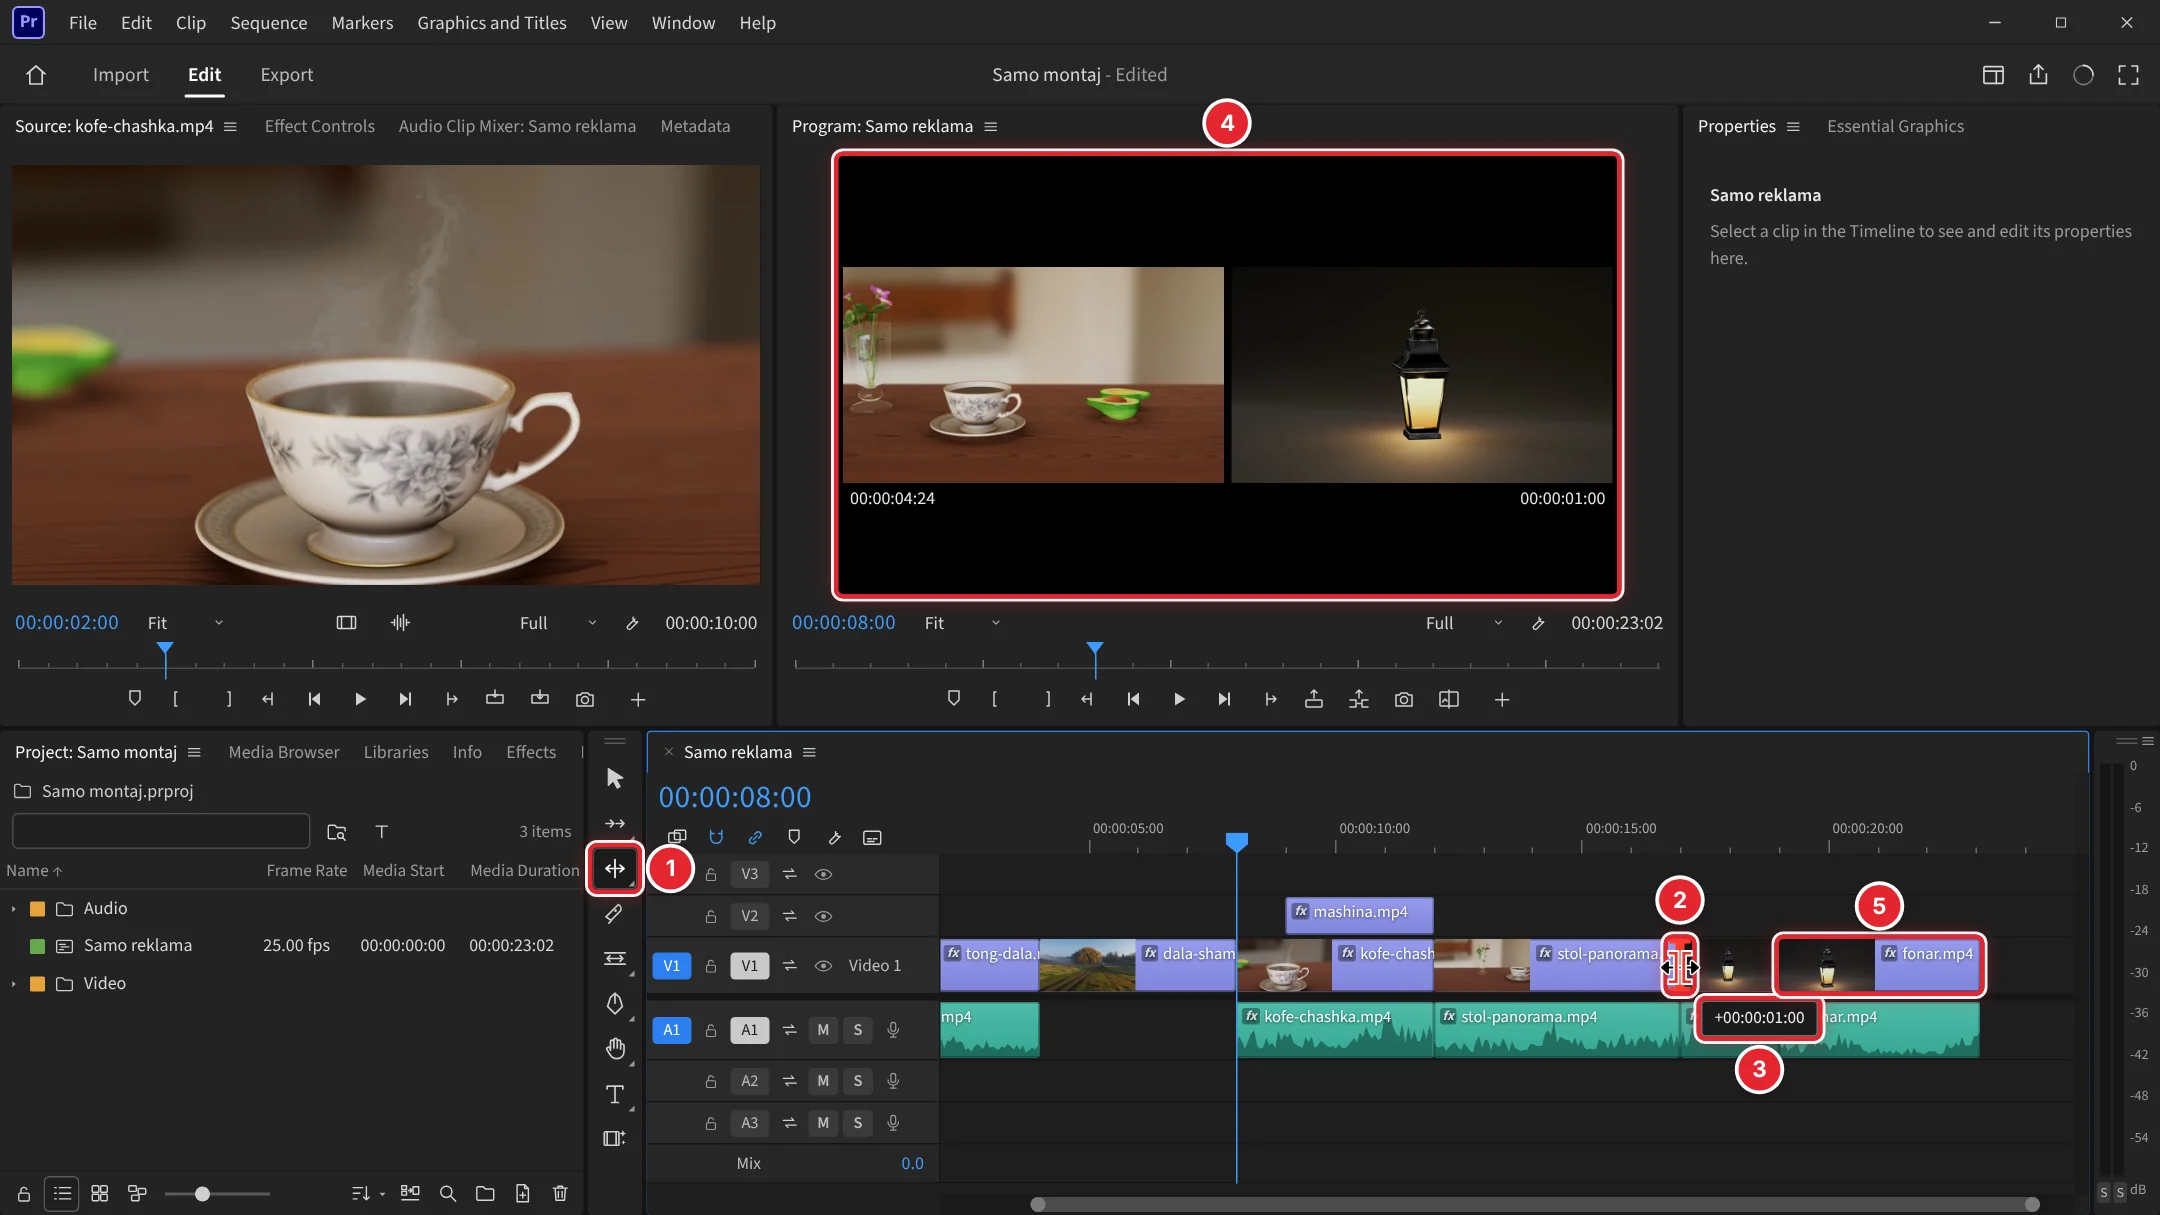 Pr File Edit Clip Sequence Markers Graphics and Titles View Window Help
Import Edit Export Samo montaj - Edited
Source: kofe-chashka.mp4 Effect Controls Audio Clip Mixer: Samo reklama Metadata
Program: Samo reklama
4
Properties Essential Graphics
Samo reklama
Select a clip in the Timeline to see and edit its properties
here.
00:00:04:24 00:00:01:00
00:00:02:00 Fit Full 00:00:10:00
00:00:08:00 Fit Full 00:00:23:02
Project: Samo montaj Media Browser Libraries Info Effects
Samo montaj.prproj
3 items
Name Frame Rate Media Start Media Duration
Audio
Samo reklama 25.00 fps 00:00:00:00 00:00:23:02
Video
1
Samo reklama
00:00:08:00
00:00:05:00 00:00:10:00 00:00:15:00 00:00:20:00
V3
V2 fx mashina.mp4
2
5
V1 V1 Video 1 fx tong-dala. fx dala-sham fx kofe-chash fx stol-panorama. fx fonar.mp4
A1 A1 M S mp4 fx kofe-chashka.mp4 fx stol-panorama.mp4 +00:00:01:00 nar.mp4
3
A2 M S
A3 M S
Mix 0.0
0
-6
-12
-18
-24
-30
-36
-42
-48
-54
S S dB